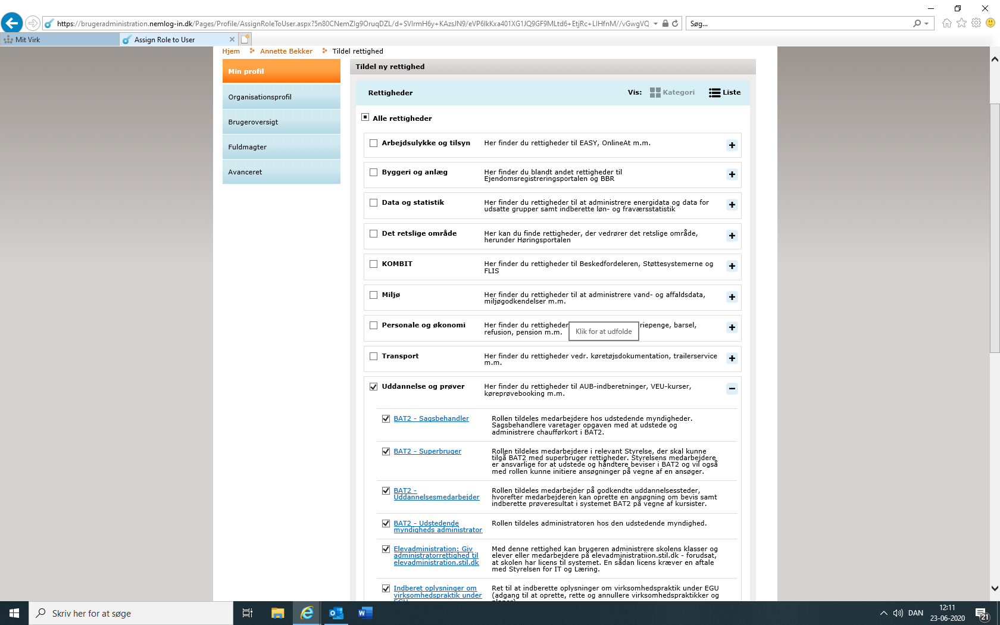 https://brugeradministration.nemlog-in.dk/Pages/Profile/AssignRoleToUser.aspx?
Søg...
Mit Virk
Assign Role to User
Hjem
Annette Bekker
Tildel rettighed
Min profil
Organisationsprofil
Brugeroversigt
Fuldmagter
Avanceret
Tildel ny rettighed
Rettigheder
Vis:
Kategori
Liste
Alle rettigheder
Arbejdsulykke og tilsyn
Her finder du rettigheder til EASY, OnlineAt m.m.
Byggeri og anlæg
Her finder du blandt andet rettigheder til
Ejendomsregistreringsportalen og BBR
Data og statistik
Her finder du rettigheder til at administrere energidata og data for
udsatte grupper samt indberette løn- og fraværsstatistik
Det retslige område
Her kan du finde rettigheder, der vedrører det retslige område,
herunder Høringsportalen
KOMBIT
Her finder du rettigheder til Beskedfordeleren, Støttesystemerne og
FLIS
Miljø
Her finder du rettigheder til at administrere vand- og affaldsdata,
miljøgodkendelser m.m.
Personale og økonomi
Her finder du rettigheder riepenge, barsel,
refusion, pension m.m.
Klik for at udfolde
Transport
Her finder du rettigheder vedr. køretøjsdokumentation, trailerservice
m.m.
Uddannelse og prøver
Her finder du rettigheder til AUB-indberetninger, VEU-kurser,
køreprøvebooking m.m.
BAT2 - Sagsbehandler
Rollen tildeles medarbejdere hos udstedende myndigheder.
Sagsbehandlere varetager opgaven med at udstede og
administrere chaufførkort i BAT2.
BAT2 - Superbruger
Rollen tildeles medarbejdere i relevant Styrelse, der skal kunne
tilgå BAT2 med superbruger rettigheder. Styrelsens medarbejdere
er ansvarlige for at udstede og håndtere beviser i BAT2 og vil også
med rollen kunne initiere ansøgninger på vegne af en ansøger.
BAT2 -
Uddannelsesmedarbejder
Rollen tildeles medarbejder på godkendte uddannelsessteder,
hvorefter medarbejderen kan oprette en ansøgning om bevis samt
indberette prøveresultat i systemet BAT2 på vegne af kursister.
BAT2 - Udstedende
myndigheds administrator
Rollen tildeles administratoren hos den udstedende myndighed.
Elevadministration: Giv
administratorrettighed til
elevadministration.stil.dk
Med denne rettighed kan brugeren administrere skolens klasser og
elever eller medarbejdere på elevadministratiion.stil.dk - forudsat,
at skolen har licens til systemet. En sådan licens kræver en aftale
med Styrelsen for IT og Læring.
Indberet oplysninger om
virksomhedspraktik under
EGU
Ret til at indberette oplysninger om virksomhedspraktik under EGU
(adgang til at oprette, rette og annullere virksomhedspraktikker og
planer)
Skriv her for at søge
DAN
12:11
23-06-2020
21